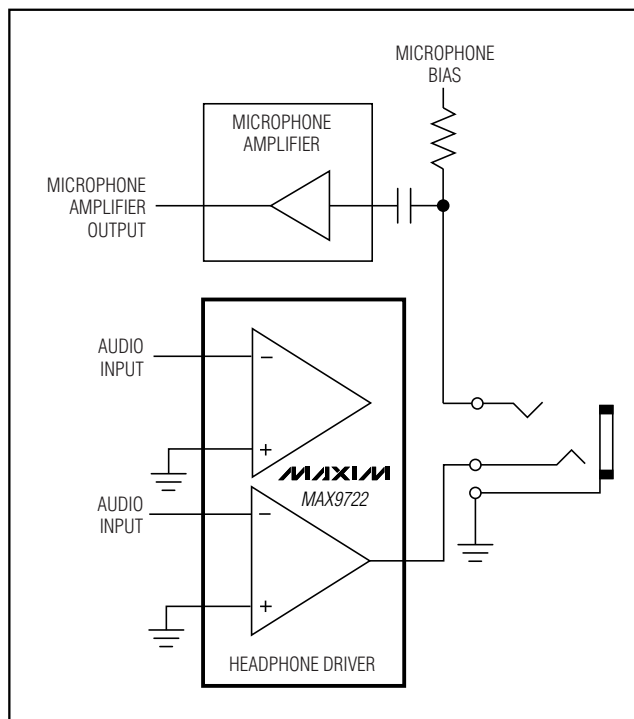 MICROPHONE
BIAS
MICROPHONE
AMPLIFIER
MICROPHONE
AMPLIFIER
OUTPUT
AUDIO
INPUT
−
+
MAXIM
MAX9722
AUDIO
INPUT
−
+
HEADPHONE DRIVER